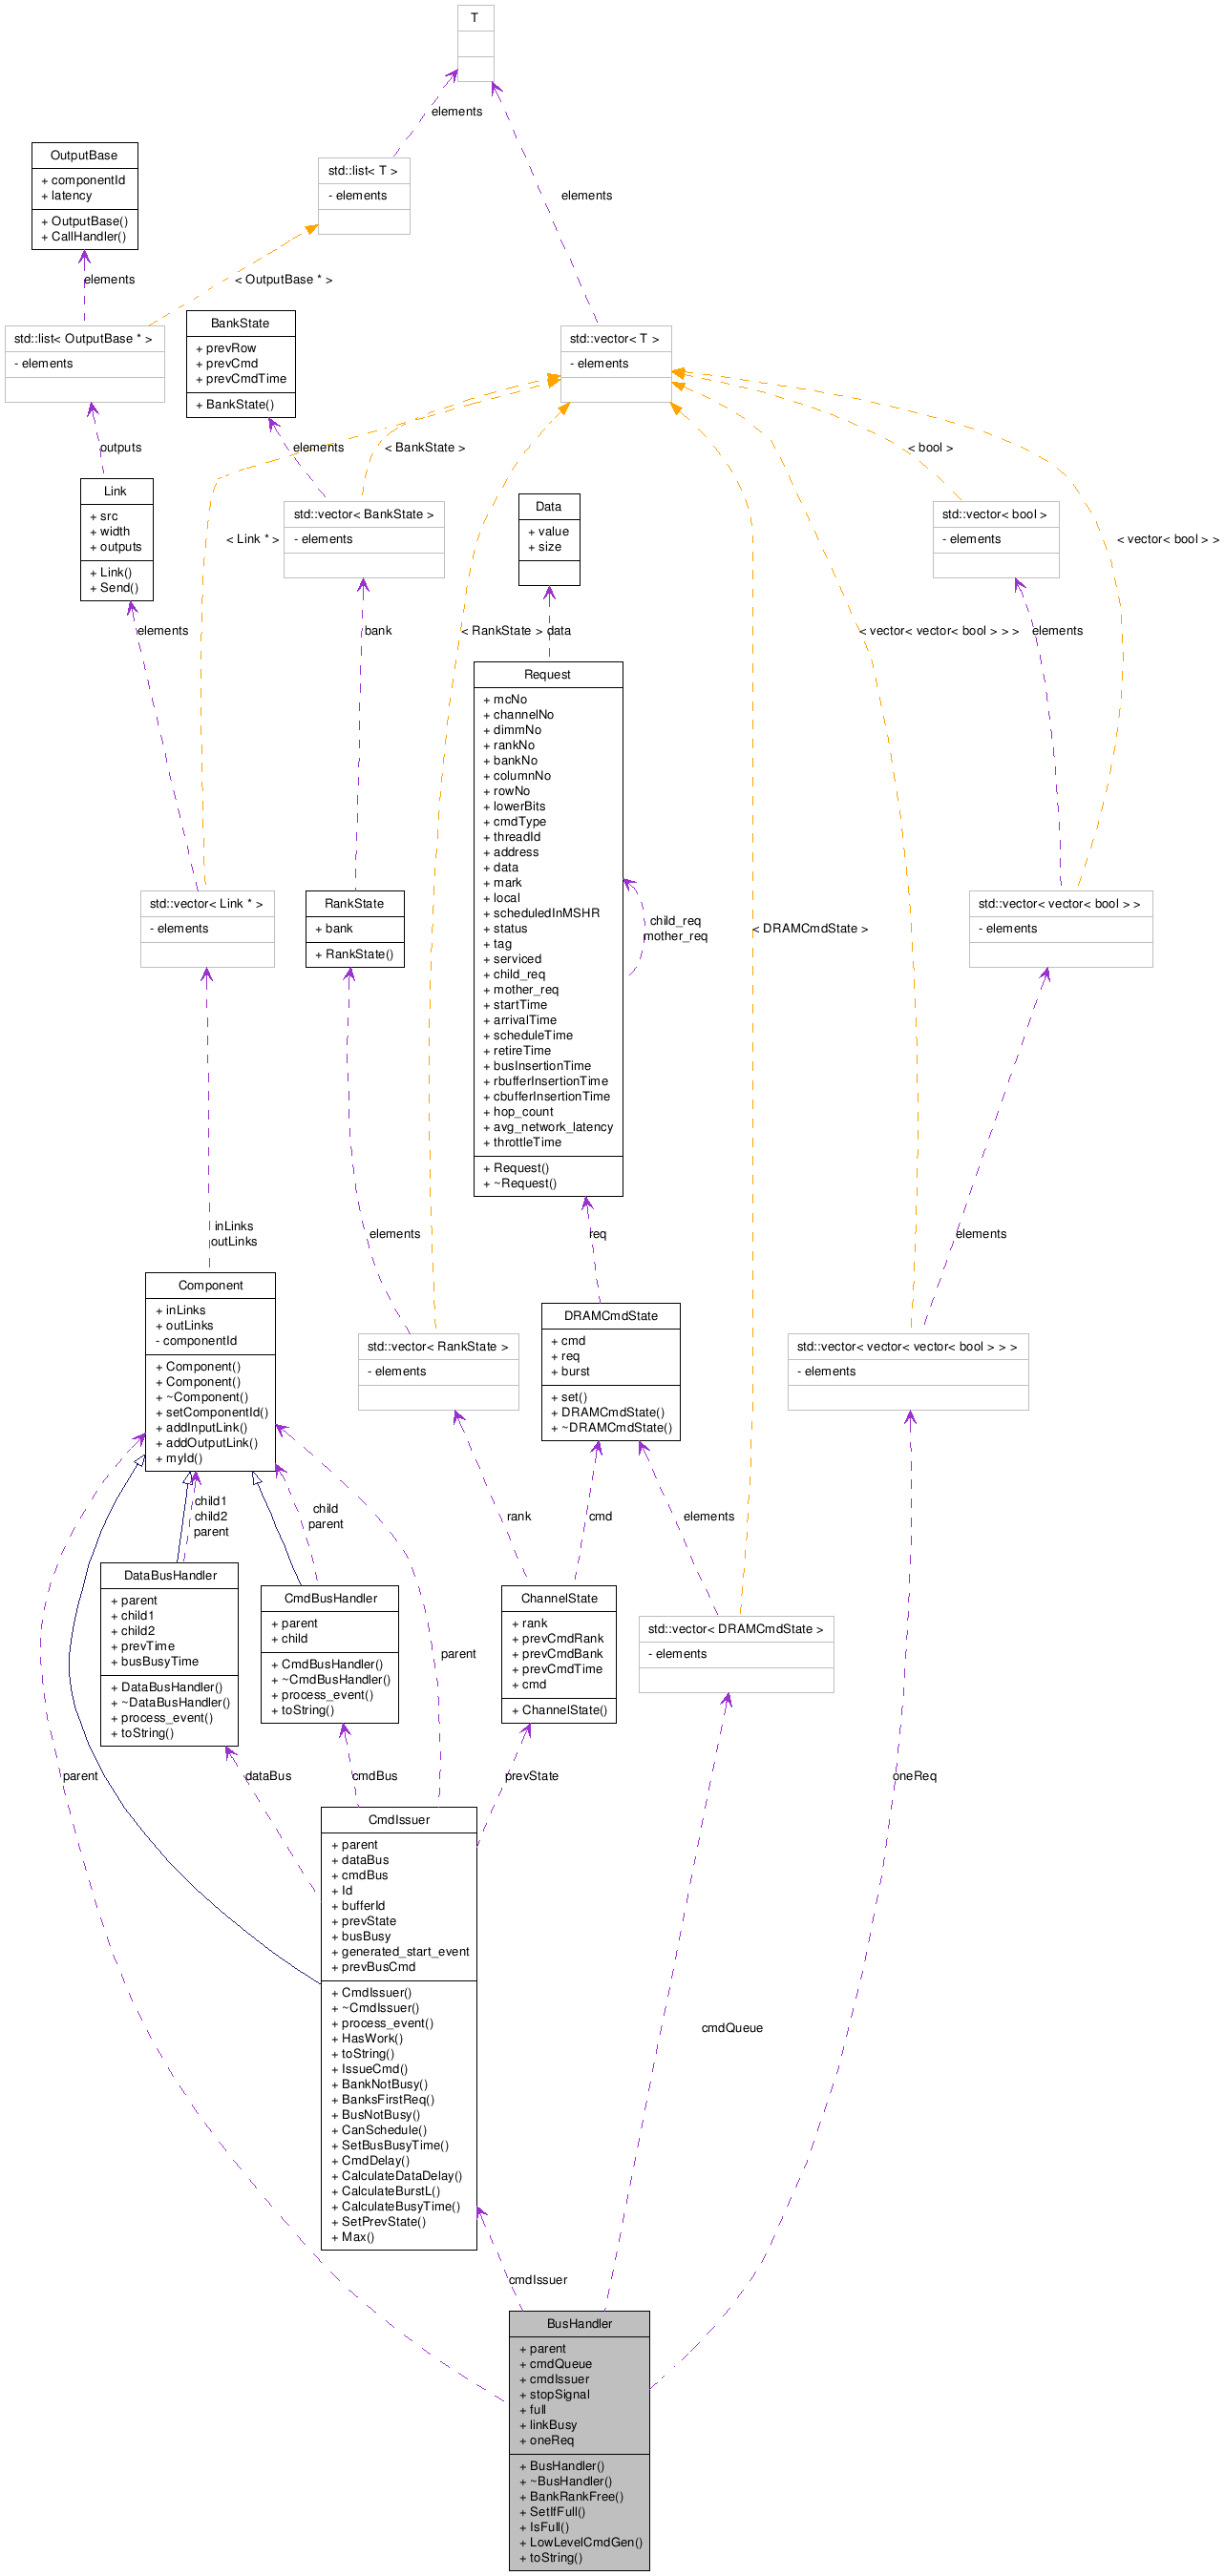 T
elements
OutputBase
+ componentId
+ latency
+ OutputBase()
+ CallHandler()
std::list< T >
- elements
elements
elements
< OutputBase * >
std::list< OutputBase * >
- elements
BankState
+ prevRow
+ prevCmd
+ prevCmdTime
+ BankState()
std::vector< T >
- elements
outputs
elements
< BankState >
< bool >
Link
+ src
+ width
+ outputs
+ Link()
+ Send()
< Link * >
std::vector< BankState >
- elements
Data
+ value
+ size
std::vector< bool >
- elements
< vector< bool > >
elements
bank
< RankState >
data
< vector< vector< bool > > >
elements
Request
+ mcNo
+ channelNo
+ dimmNo
+ rankNo
+ bankNo
+ columnNo
+ rowNo
+ lowerBits
+ cmdType
+ threadId
+ address
+ data
+ mark
+ local
+ scheduledInMSHR
+ status
+ tag
+ serviced
+ child_req
+ mother_req
+ startTime
+ arrivalTime
+ scheduleTime
+ retireTime
+ busInsertionTime
+ rbufferInsertionTime
+ cbufferInsertionTime
+ hop_count
+ avg_network_latency
+ throttleTime
+ Request()
+ ~Request()
child_req
mother_req
std::vector< Link * >
- elements
RankState
+ bank
+ RankState()
< DRAMCmdState >
std::vector< vector< bool > >
- elements
inLinks
outLinks
elements
req
elements
Component
+ inLinks
+ outLinks
- componentId
+ Component()
+ Component()
+ ~Component()
+ setComponentId()
+ addInputLink()
+ addOutputLink()
+ myId()
std::vector< RankState >
- elements
DRAMCmdState
+ cmd
+ req
+ burst
+ set()
+ DRAMCmdState()
+ ~DRAMCmdState()
std::vector< vector< vector< bool > > >
- elements
child1
child2
parent
child
parent
rank
cmd
elements
DataBusHandler
+ parent
+ child1
+ child2
+ prevTime
+ busBusyTime
+ DataBusHandler()
+ ~DataBusHandler()
+ process_event()
+ toString()
CmdBusHandler
+ parent
+ child
+ CmdBusHandler()
+ ~CmdBusHandler()
+ process_event()
+ toString()
parent
ChannelState
+ rank
+ prevCmdRank
+ prevCmdBank
+ prevCmdTime
+ cmd
+ ChannelState()
std::vector< DRAMCmdState >
- elements
parent
dataBus
cmdBus
prevState
oneReq
CmdIssuer
+ parent
+ dataBus
+ cmdBus
+ Id
+ bufferId
+ prevState
+ busBusy
+ generated_start_event
+ prevBusCmd
+ CmdIssuer()
+ ~CmdIssuer()
+ process_event()
+ HasWork()
+ toString()
+ IssueCmd()
+ BankNotBusy()
+ BanksFirstReq()
+ BusNotBusy()
+ CanSchedule()
+ SetBusBusyTime()
+ CmdDelay()
+ CalculateDataDelay()
+ CalculateBurstL()
+ CalculateBusyTime()
+ SetPrevState()
+ Max()
cmdQueue
cmdIssuer
BusHandler
+ parent
+ cmdQueue
+ cmdIssuer
+ stopSignal
+ full
+ linkBusy
+ oneReq
+ BusHandler()
+ ~BusHandler()
+ BankRankFree()
+ SetIfFull()
+ IsFull()
+ LowLevelCmdGen()
+ toString()